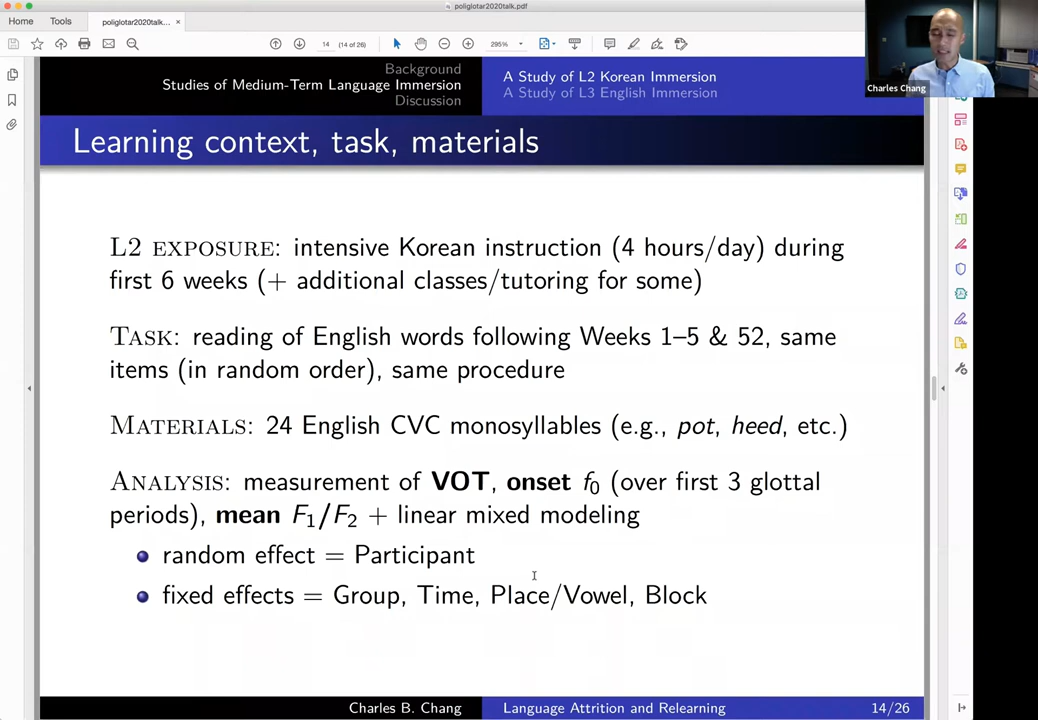 poliglotar2020talk.pdf
Home
Tools
poliglotar2020talk... ×
14 (14 of 26)
295%
Charles Chang
Background
Studies of Medium-Term Language Immersion
Discussion
A Study of L2 Korean Immersion
A Study of L3 English Immersion
Learning context, task, materials
L2 EXPOSURE: intensive Korean instruction (4 hours/day) during
first 6 weeks (+ additional classes/tutoring for some)
TASK: reading of English words following Weeks 1–5 & 52, same
items (in random order), same procedure
MATERIALS: 24 English CVC monosyllables (e.g., pot, heed, etc.)
ANALYSIS: measurement of VOT, onset f0 (over first 3 glottal
periods), mean F1/F2 + linear mixed modeling
random effect = Participant
fixed effects = Group, Time, Place/Vowel, Block
Charles B. Chang
Language Attrition and Relearning
14/26